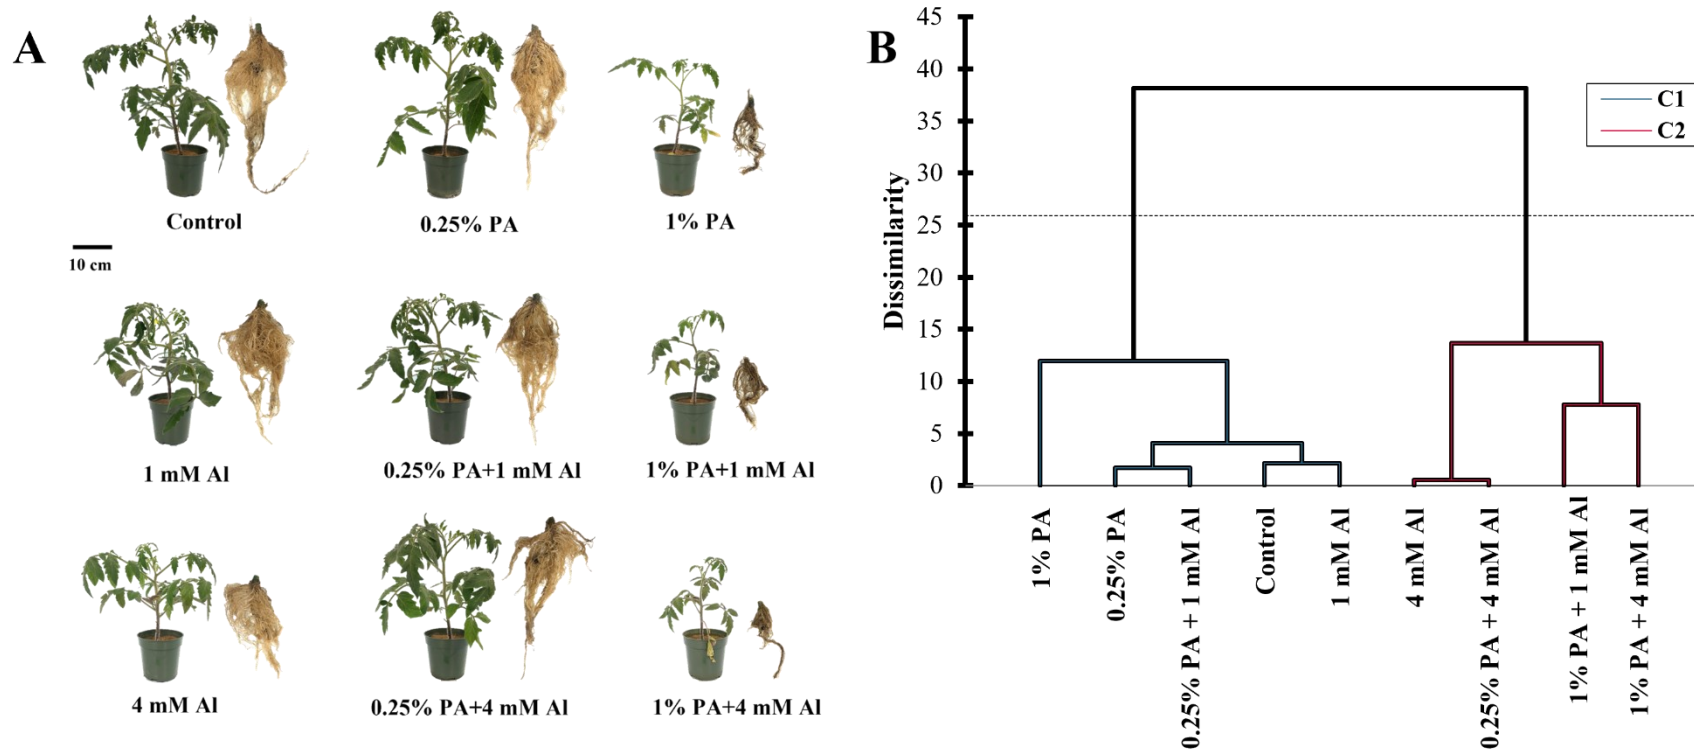 A
Control
0.25% PA
1% PA
10 cm
1 mM Al
0.25% PA+1 mM Al
1% PA+1 mM Al
4 mM Al
0.25% PA+4 mM Al
1% PA+4 mM Al
B
Dissimilarity
45
40
35
30
25
20
15
10
5
0
C1
C2
1% PA
0.25% PA
0.25% PA + 1 mM Al
Control
1 mM Al
4 mM Al
0.25% PA + 4 mM Al
1% PA + 1 mM Al
1% PA + 4 mM Al